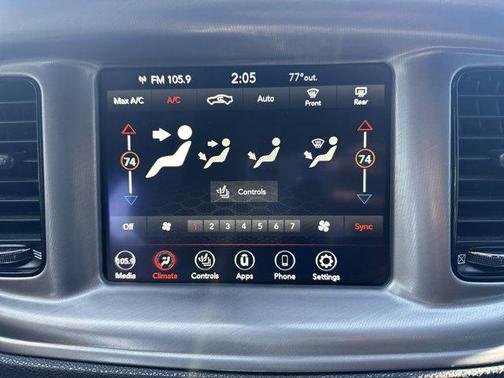 FM 105.9 2:05 77° out.
Max A/C A/C Auto Front Rear
74 74
Controls
Off 1 2 3 4 5 6 7 Sync
105.9
Media Climate Controls Apps Phone Settings